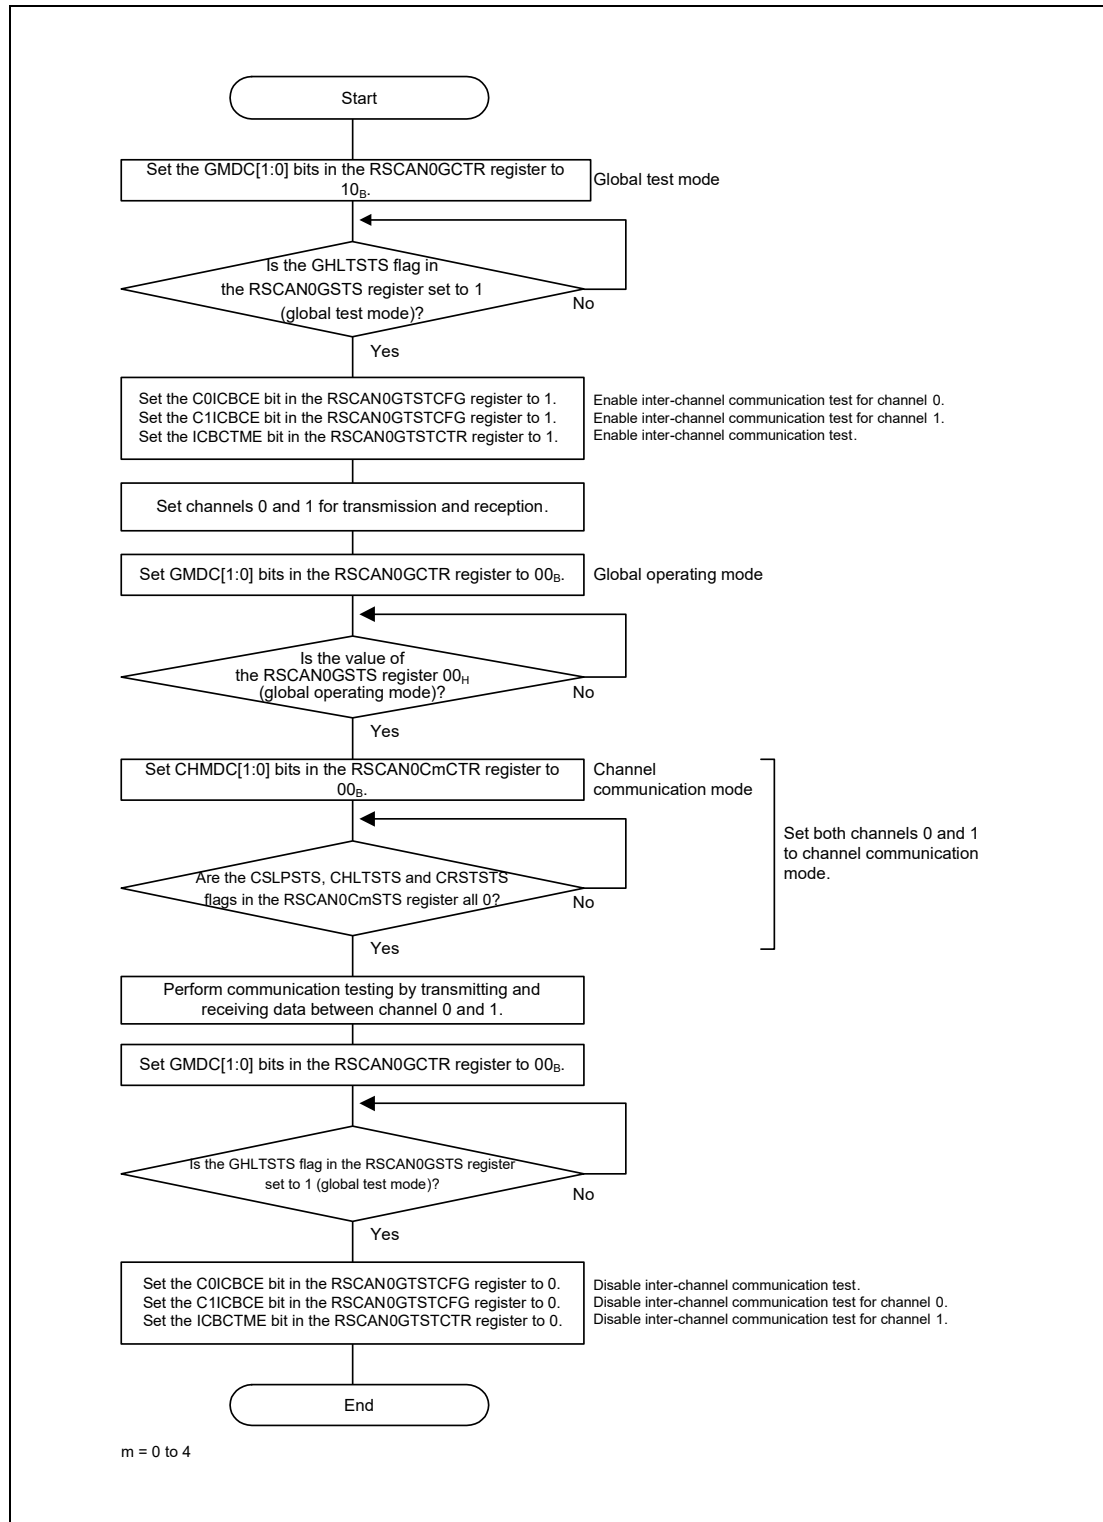 Start
Set the GMDC[1:0] bits in the RSCAN0GCTR register to
10B.
Global test mode
Is the GHLTSTS flag in
the RSCAN0GSTS register set to 1
(global test mode)?
No
Yes
Set the C0ICBCE bit in the RSCAN0GTSTCFG register to 1.
Set the C1ICBCE bit in the RSCAN0GTSTCFG register to 1.
Set the ICBCTME bit in the RSCAN0GTSTCTR register to 1.
Enable inter-channel communication test for channel 0.
Enable inter-channel communication test for channel 1.
Enable inter-channel communication test.
Set channels 0 and 1 for transmission and reception.
Set GMDC[1:0] bits in the RSCAN0GCTR register to 00B.
Global operating mode
Is the value of
the RSCAN0GSTS register 00H
(global operating mode)?
No
Yes
Set CHMDC[1:0] bits in the RSCAN0CmCTR register to
00B.
Channel
communication mode
Set both channels 0 and 1
to channel communication
mode.
Are the CSLPSTS, CHLTSTS and CRSTSTS
flags in the RSCAN0CmSTS register all 0?
No
Yes
Perform communication testing by transmitting and
receiving data between channel 0 and 1.
Set GMDC[1:0] bits in the RSCAN0GCTR register to 00B.
Is the GHLTSTS flag in the RSCAN0GSTS register
set to 1 (global test mode)?
No
Yes
Set the C0ICBCE bit in the RSCAN0GTSTCFG register to 0.
Set the C1ICBCE bit in the RSCAN0GTSTCFG register to 0.
Set the ICBCTME bit in the RSCAN0GTSTCTR register to 0.
Disable inter-channel communication test.
Disable inter-channel communication test for channel 0.
Disable inter-channel communication test for channel 1.
End
m = 0 to 4